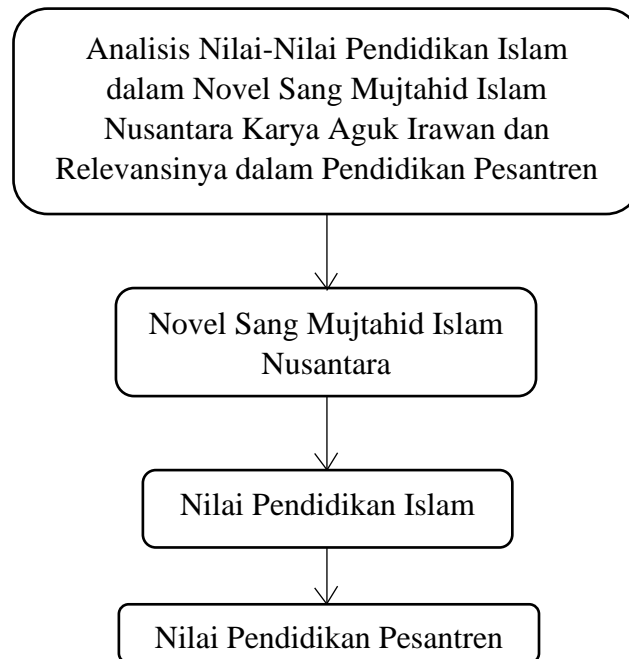 Analisis Nilai-Nilai Pendidikan Islam
dalam Novel Sang Mujtahid Islam
Nusantara Karya Aguk Irawan dan
Relevansinya dalam Pendidikan Pesantren
Novel Sang Mujtahid Islam
Nusantara
Nilai Pendidikan Islam
Nilai Pendidikan Pesantren